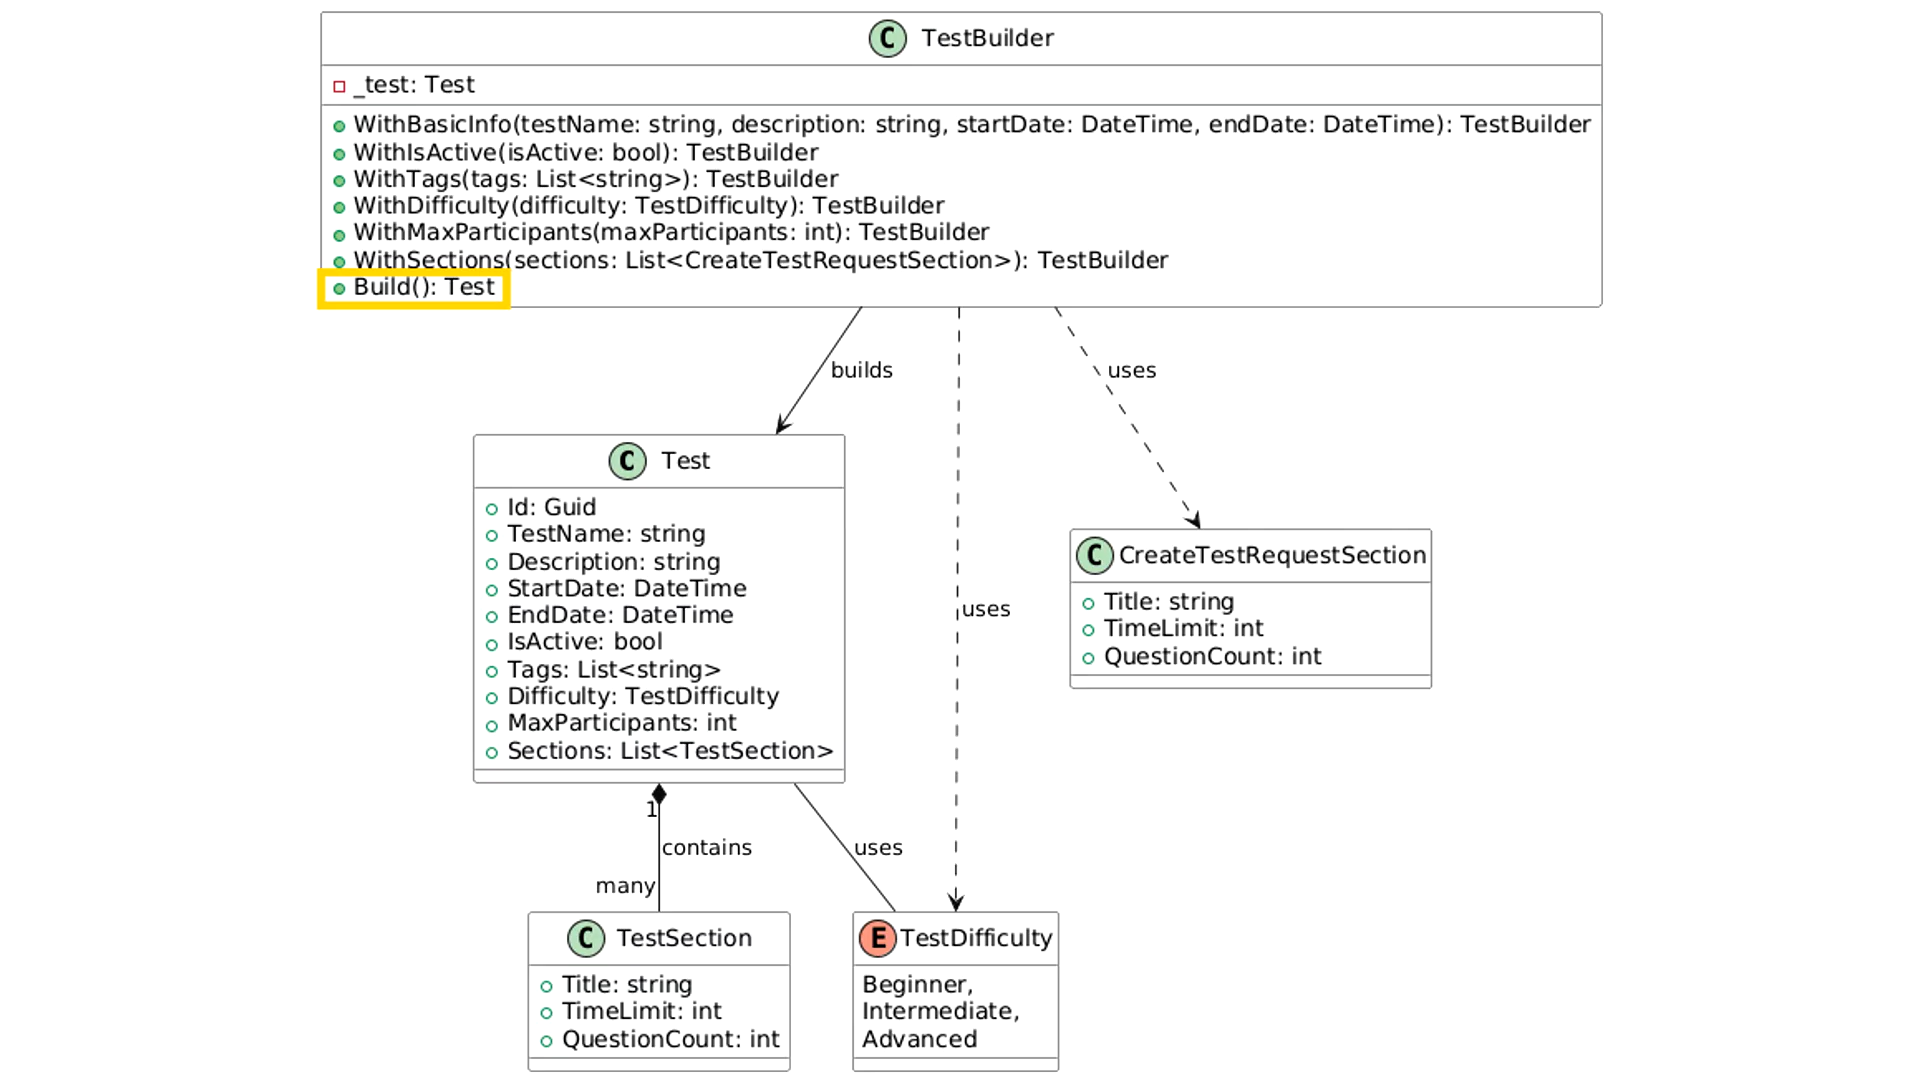 C TestBuilder
_test: Test
WithBasicInfo(testName: string, description: string, startDate: DateTime, endDate: DateTime): TestBuilder
WithIsActive(isActive: bool): TestBuilder
WithTags(tags: List<string>): TestBuilder
WithDifficulty(difficulty: TestDifficulty): TestBuilder
WithMaxParticipants(maxParticipants: int): TestBuilder
WithSections(sections: List<CreateTestRequestSection>): TestBuilder
Build(): Test
builds
uses
uses
C Test
Id: Guid
TestName: string
Description: string
StartDate: DateTime
EndDate: DateTime
IsActive: bool
Tags: List<string>
Difficulty: TestDifficulty
MaxParticipants: int
Sections: List<TestSection>
C CreateTestRequestSection
Title: string
TimeLimit: int
QuestionCount: int
1
contains
many
uses
C TestSection
Title: string
TimeLimit: int
QuestionCount: int
E TestDifficulty
Beginner,
Intermediate,
Advanced